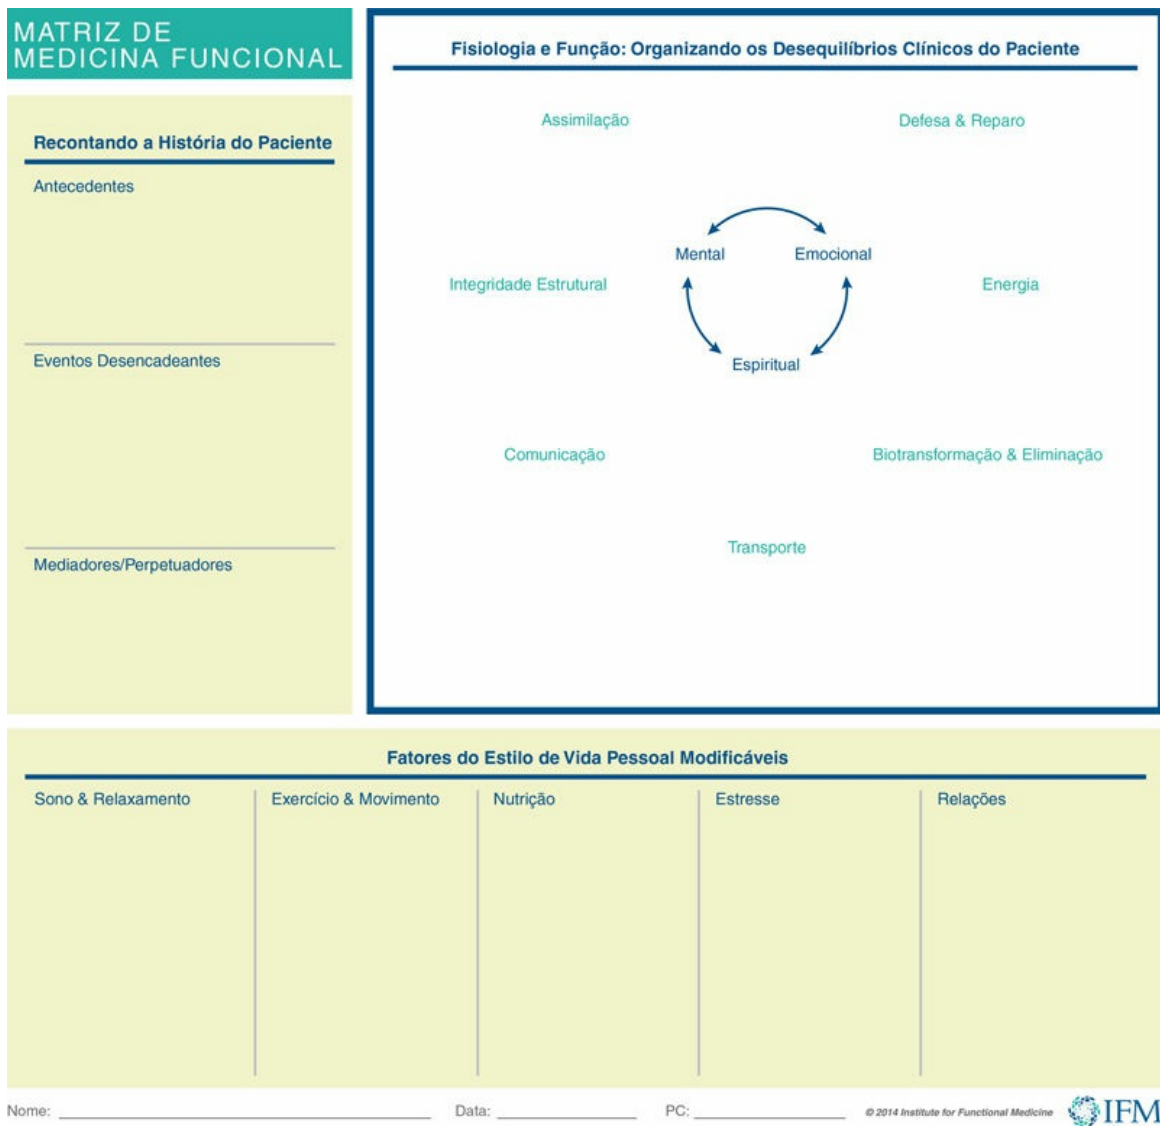 MATRIZ DE
MEDICINA FUNCIONAL
Recontando a História do Paciente
Antecedentes
Eventos Desencadeantes
Mediadores/Perpetuadores
Fisiologia e Função: Organizando os Desequilíbrios Clínicos do Paciente
Assimilação
Defesa & Reparo
Mental
Emocional
Integridade Estrutural
Energia
Espiritual
Comunicação
Biotransformação & Eliminação
Transporte
Fatores do Estilo de Vida Pessoal Modificáveis
Sono & Relaxamento
Exercício & Movimento
Nutrição
Estresse
Relações
Nome:
Data:
PC:
© 2014 Institute for Functional Medicine
IFM